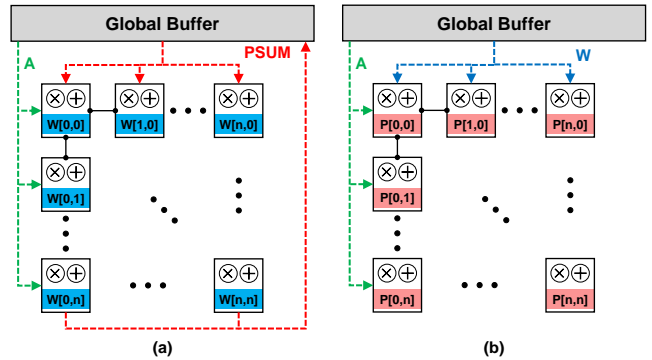 Global Buffer
PSUM
A
W[0,0]
W[1,0]
W[n,0]
W[0,1]
W[0,n]
W[n,n]
(a)
Global Buffer
W
A
P[0,0]
P[1,0]
P[n,0]
P[0,1]
P[0,n]
P[n,n]
(b)